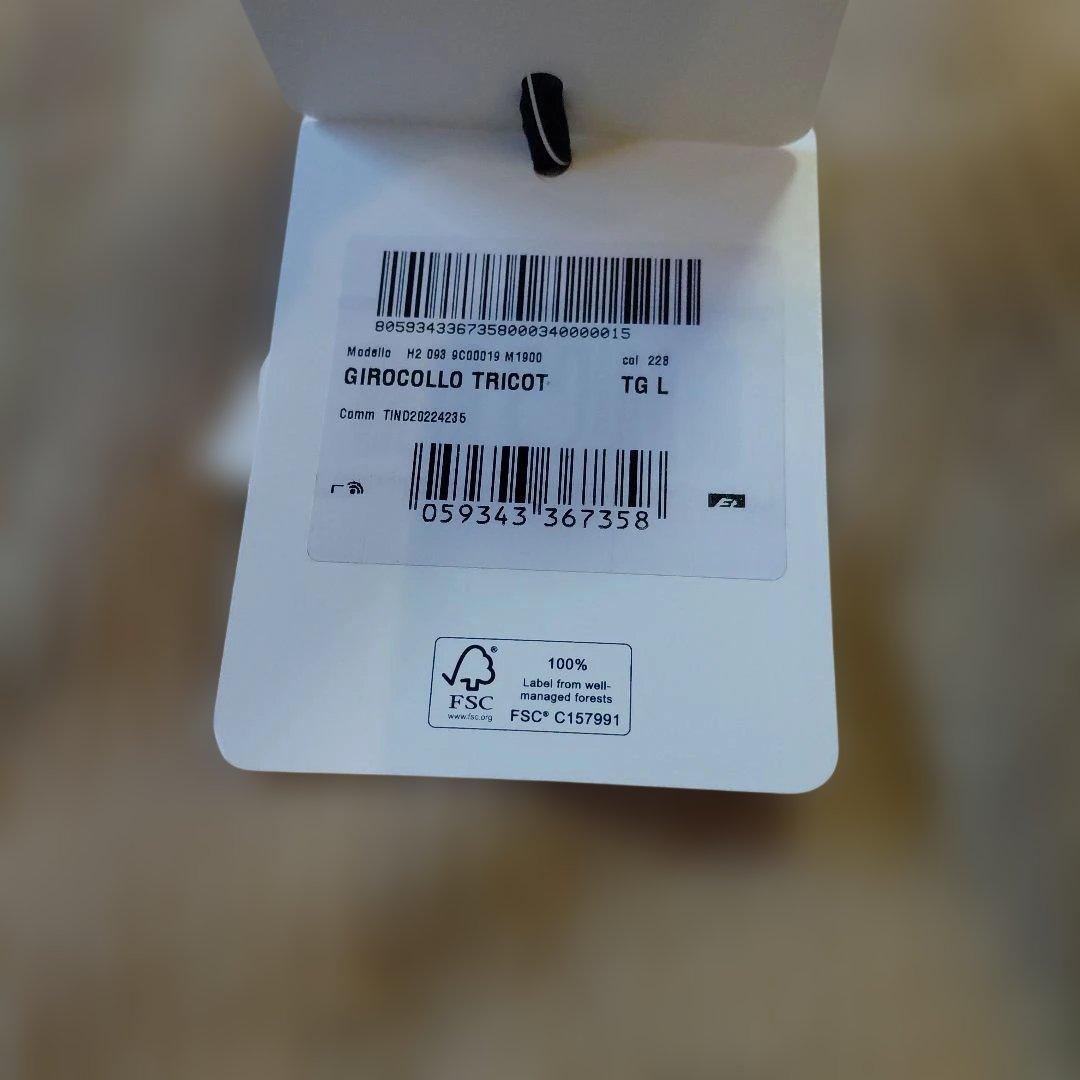 8059343367358000340000015
Modello H2 093 9C00019 M1900 col 228
GIROCOLLO TRICOT TG L
Comm TIND20224235
059343 367358
FSC
www.fsc.org
®
100%
Label from well-
managed forests
FSC® C157991